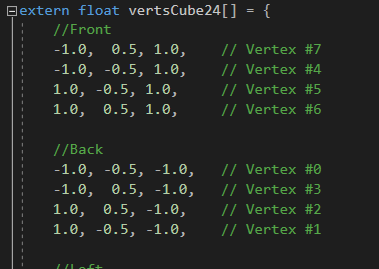 extern float vertsCube24[] = {
//Front
-1.0, 0.5, 1.0, // Vertex #7
-1.0, -0.5, 1.0, // Vertex #4
1.0, -0.5, 1.0, // Vertex #5
1.0, 0.5, 1.0, // Vertex #6
//Back
-1.0, -0.5, -1.0, // Vertex #0
-1.0, 0.5, -1.0, // Vertex #3
1.0, 0.5, -1.0, // Vertex #2
1.0, -0.5, -1.0, // Vertex #1
//Left